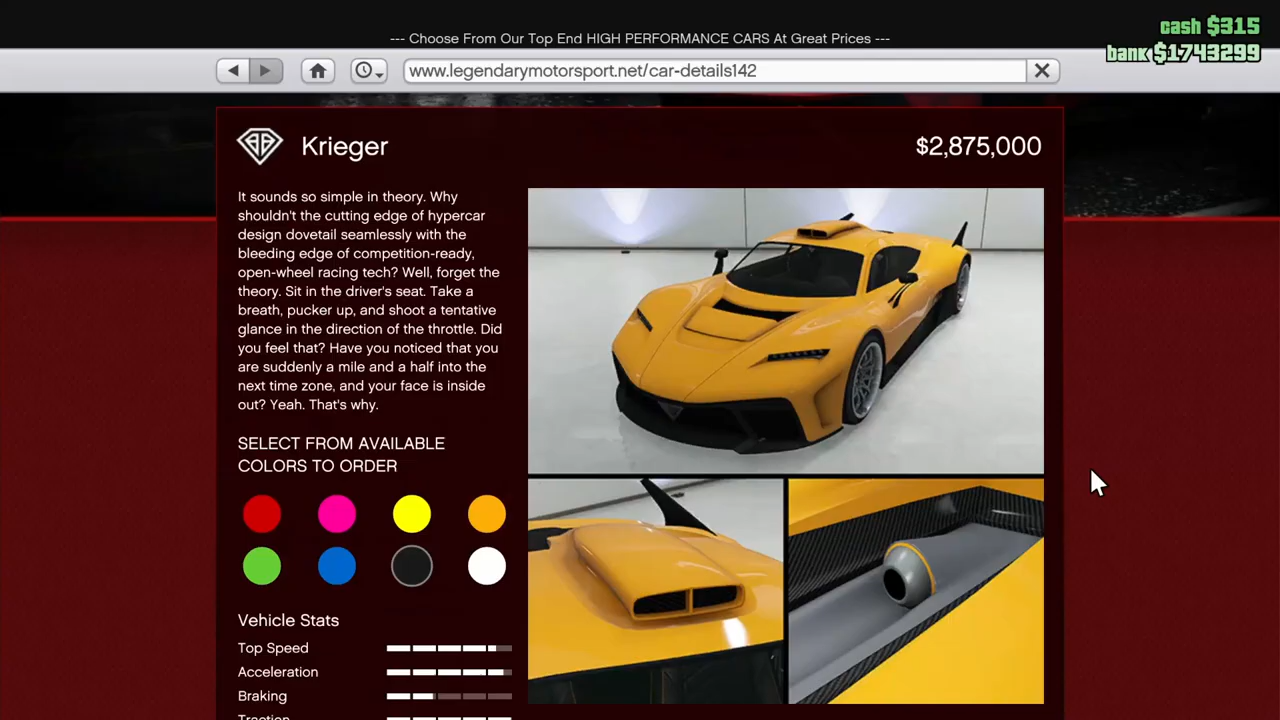 cash $315
--- Choose From Our Top End HIGH PERFORMANCE CARS At Great Prices ---
bank $1743299
www.legendarymotorsport.net/car-details142
Krieger
$2,875,000
It sounds so simple in theory. Why
shouldn't the cutting edge of hypercar
design dovetail seamlessly with the
bleeding edge of competition-ready,
open-wheel racing tech? Well, forget the
theory. Sit in the driver's seat. Take a
breath, pucker up, and shoot a tentative
glance in the direction of the throttle. Did
you feel that? Have you noticed that you
are suddenly a mile and a half into the
next time zone, and your face is inside
out? Yeah. That's why.
SELECT FROM AVAILABLE
COLORS TO ORDER
Vehicle Stats
Top Speed
Acceleration
Braking
Traction